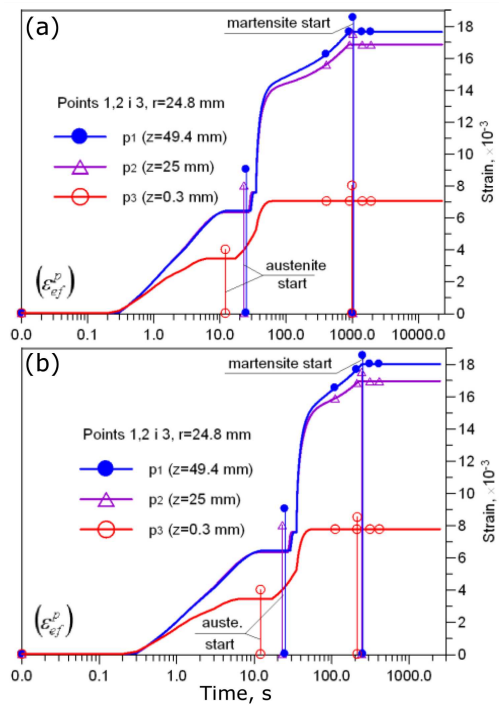 (a)
martensite start
18
16
Points 1,2 i 3, r=24.8 mm
14
p1 (z=49.4 mm)
12
p2 (z=25 mm)
10
p3 (z=0.3 mm)
Strain, ×10⁻³
8
6
austenite
start
4
(εᵖef)
2
0
0.0 0.1 1.0 10.0 100.0 1000.0 10000.0
(b)
martensite start
18
16
Points 1,2 i 3, r=24.8 mm
14
p1 (z=49.4 mm)
12
p2 (z=25 mm)
10
p3 (z=0.3 mm)
Strain, ×10⁻³
8
6
4
auste.
start
(εᵖef)
2
0
0.0 0.1 1.0 10.0 100.0 1000.0
Time, s